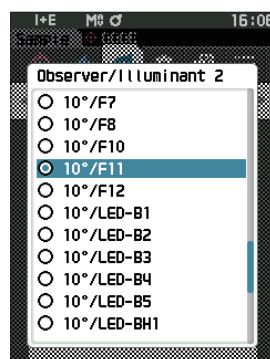 I+E M0 ♂ 16:06
Sample
Observer/Illuminant 2
10°/F7
10°/F8
10°/F10
10°/F11
10°/F12
10°/LED-B1
10°/LED-B2
10°/LED-B3
10°/LED-B4
10°/LED-B5
10°/LED-BH1